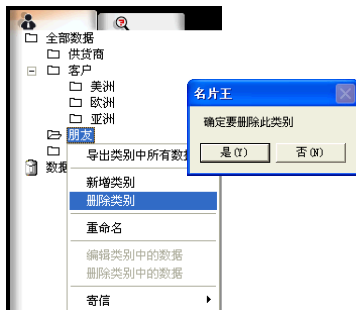 全部数据
供货商
客户
美洲
欧洲
亚洲
朋友
数据
导出类别中所有数
新增类别
删除类别
重命名
编辑类别中的数据
删除类别中的数据
寄信
名片王
确定要删除此类别
是(Y)
否(N)